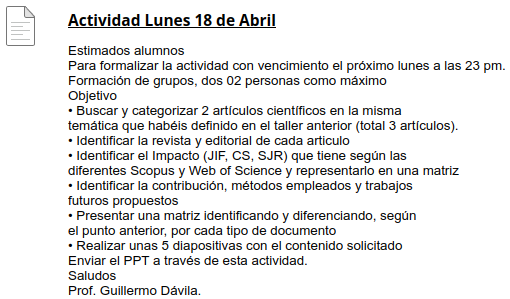 Actividad Lunes 18 de Abril
Estimados alumnos
Para formalizar la actividad con vencimiento el próximo lunes a las 23 pm.
Formación de grupos, dos 02 personas como máximo
Objetivo
• Buscar y categorizar 2 artículos científicos en la misma
temática que habéis definido en el taller anterior (total 3 artículos).
• Identificar la revista y editorial de cada articulo
• Identificar el Impacto (JIF, CS, SJR) que tiene según las
diferentes Scopus y Web of Science y representarlo en una matriz
• Identificar la contribución, métodos empleados y trabajos
futuros propuestos
• Presentar una matriz identificando y diferenciando, según
el punto anterior, por cada tipo de documento
• Realizar unas 5 diapositivas con el contenido solicitado
Enviar el PPT a través de esta actividad.
Saludos
Prof. Guillermo Dávila.